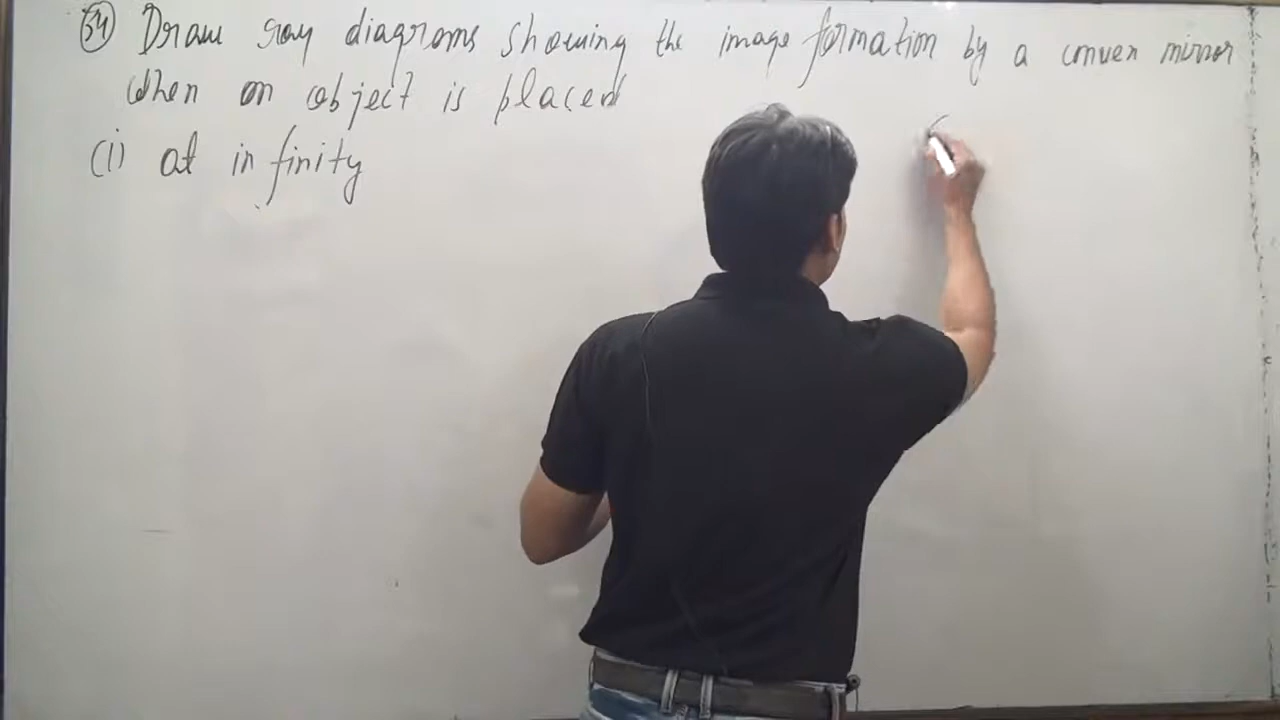 34 Draw ray diagrams showing the image formation by a convex mirror
when an object is placed
(i) at infinity